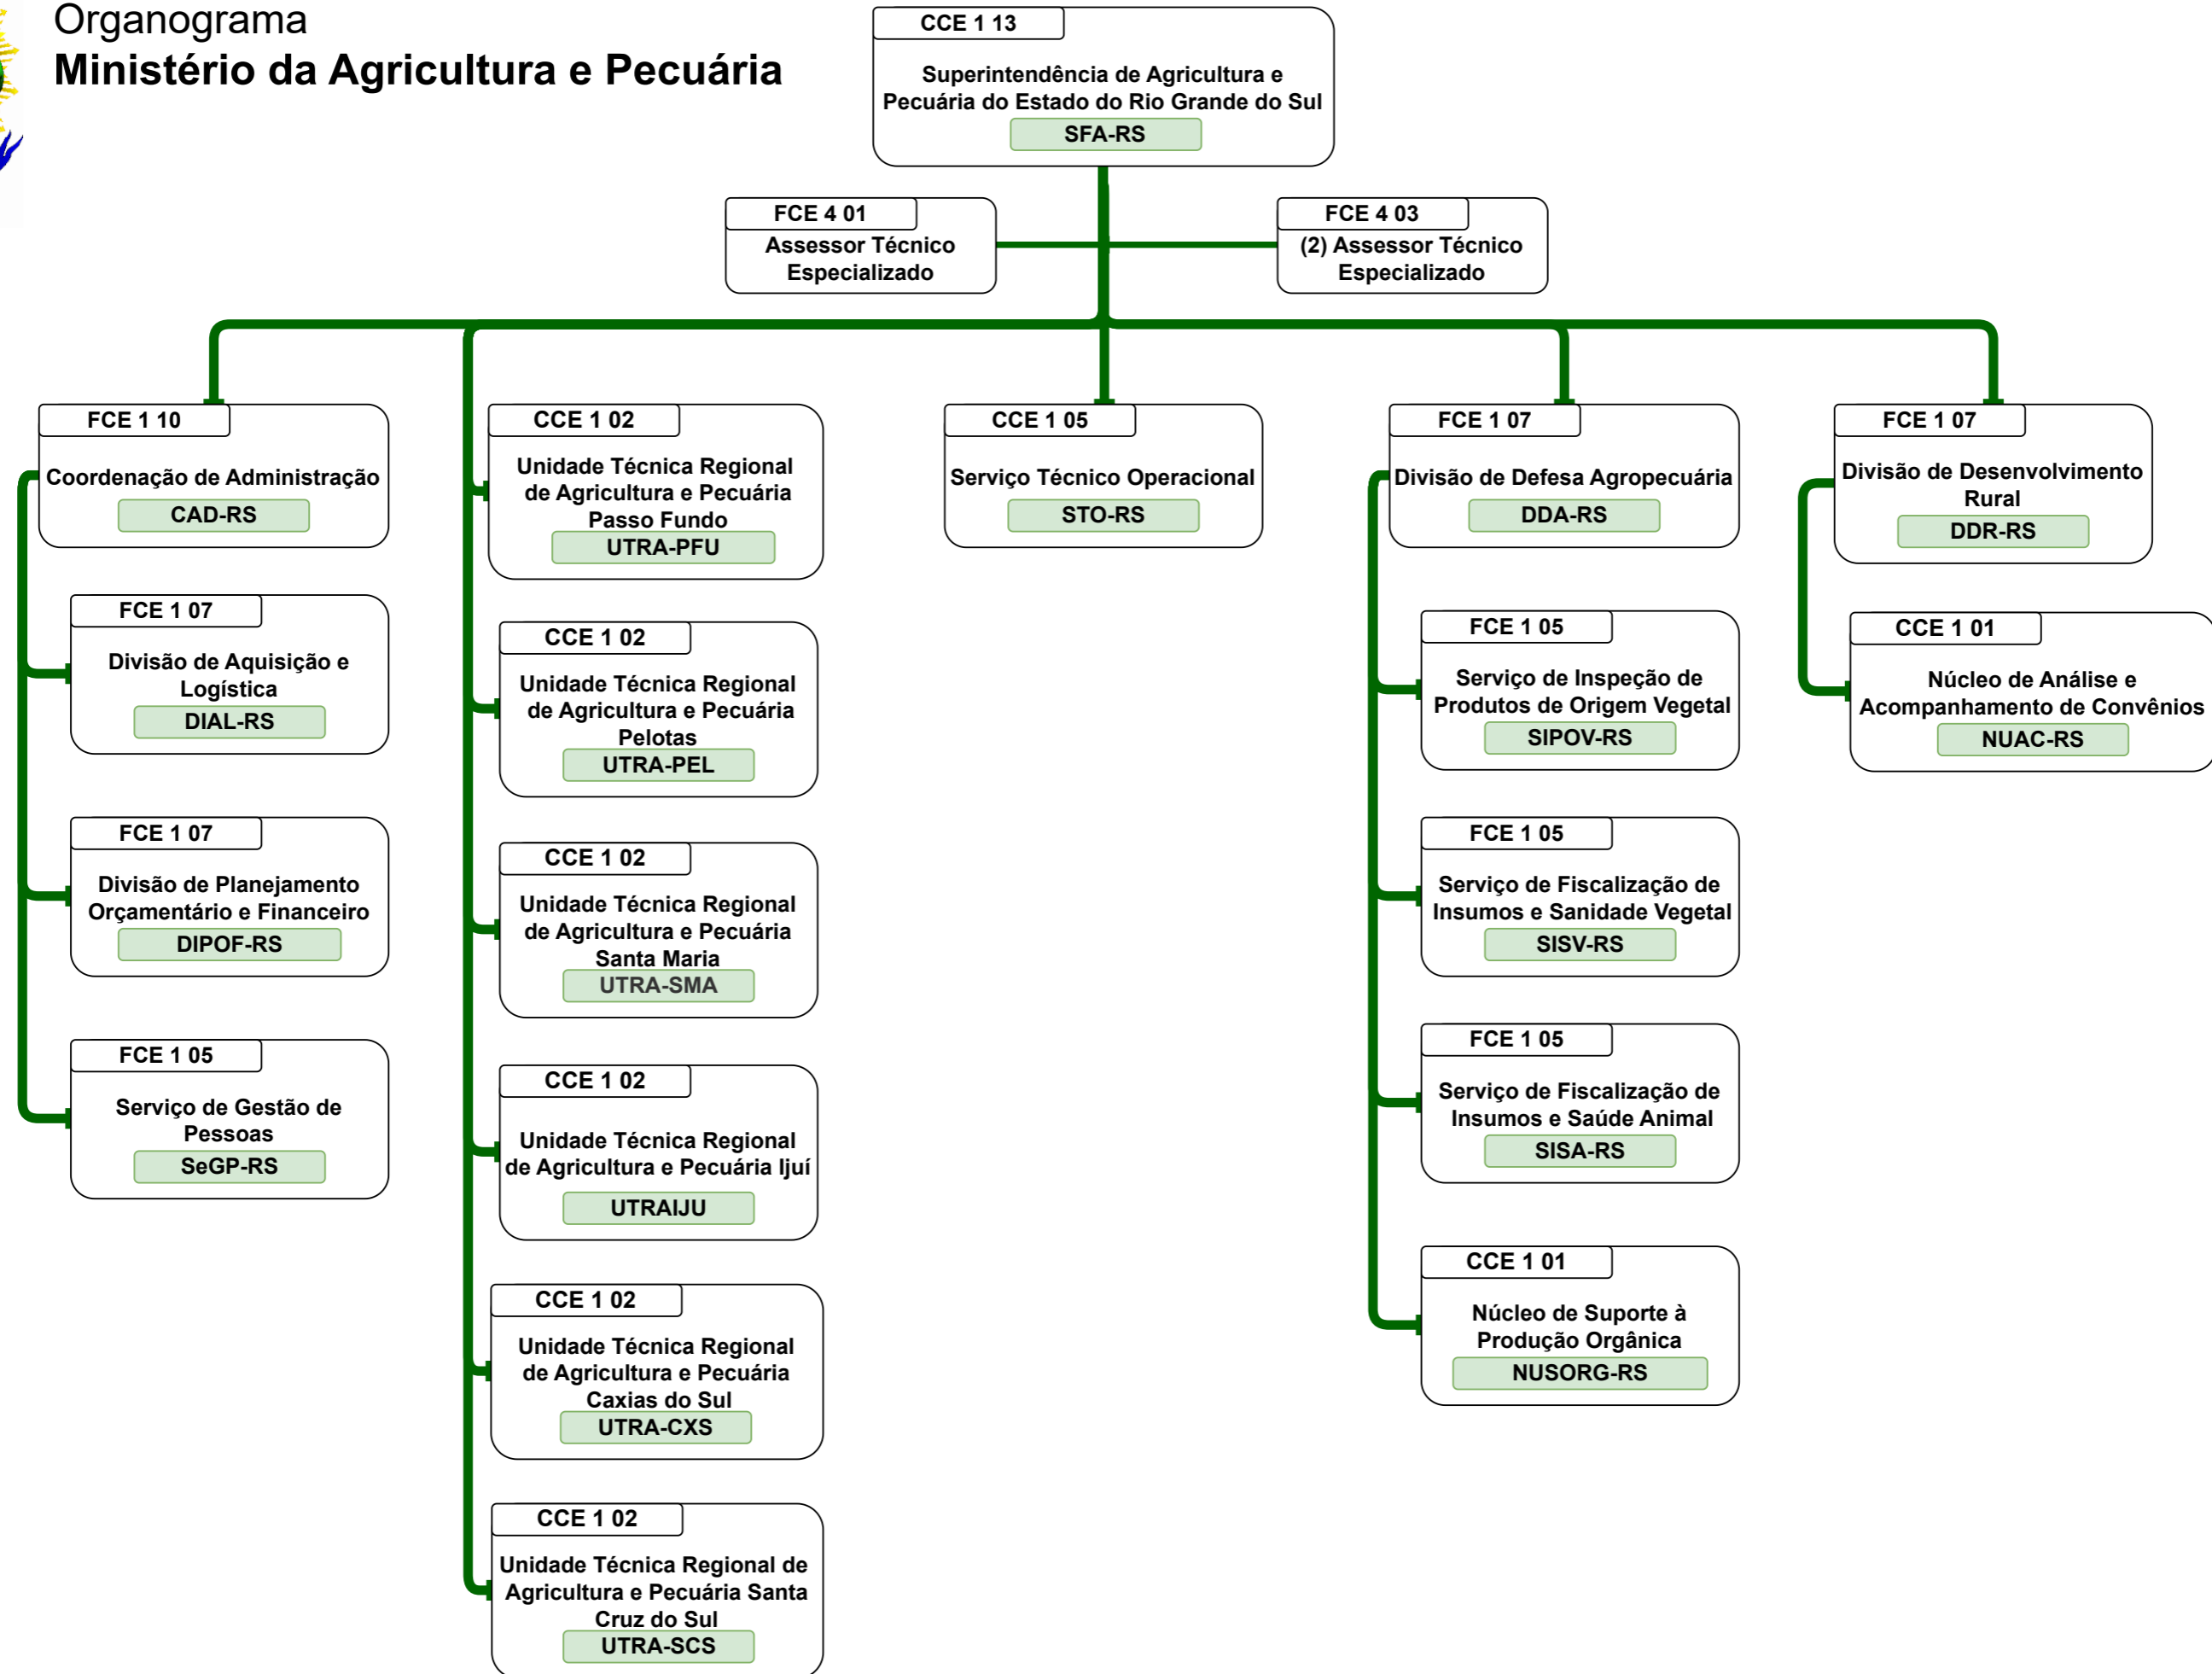 Organograma
Ministério da Agricultura e Pecuária
CCE 1 13
Superintendência de Agricultura e
Pecuária do Estado do Rio Grande do Sul
SFA-RS
FCE 4 01
Assessor Técnico
Especializado
FCE 4 03
(2) Assessor Técnico
Especializado
FCE 1 10
Coordenação de Administração
CAD-RS
FCE 1 07
Divisão de Aquisição e
Logística
DIAL-RS
FCE 1 07
Divisão de Planejamento
Orçamentário e Financeiro
DIPOF-RS
FCE 1 05
Serviço de Gestão de
Pessoas
SeGP-RS
CCE 1 02
Unidade Técnica Regional
de Agricultura e Pecuária
Passo Fundo
UTRA-PFU
CCE 1 02
Unidade Técnica Regional
de Agricultura e Pecuária
Pelotas
UTRA-PEL
CCE 1 02
Unidade Técnica Regional
de Agricultura e Pecuária
Santa Maria
UTRA-SMA
CCE 1 02
Unidade Técnica Regional
de Agricultura e Pecuária Ijuí
UTRAIJU
CCE 1 02
Unidade Técnica Regional
de Agricultura e Pecuária
Caxias do Sul
UTRA-CXS
CCE 1 02
Unidade Técnica Regional de
Agricultura e Pecuária Santa
Cruz do Sul
UTRA-SCS
CCE 1 05
Serviço Técnico Operacional
STO-RS
FCE 1 07
Divisão de Defesa Agropecuária
DDA-RS
FCE 1 05
Serviço de Inspeção de
Produtos de Origem Vegetal
SIPOV-RS
FCE 1 05
Serviço de Fiscalização de
Insumos e Sanidade Vegetal
SISV-RS
FCE 1 05
Serviço de Fiscalização de
Insumos e Saúde Animal
SISA-RS
CCE 1 01
Núcleo de Suporte à
Produção Orgânica
NUSORG-RS
FCE 1 07
Divisão de Desenvolvimento
Rural
DDR-RS
CCE 1 01
Núcleo de Análise e
Acompanhamento de Convênios
NUAC-RS